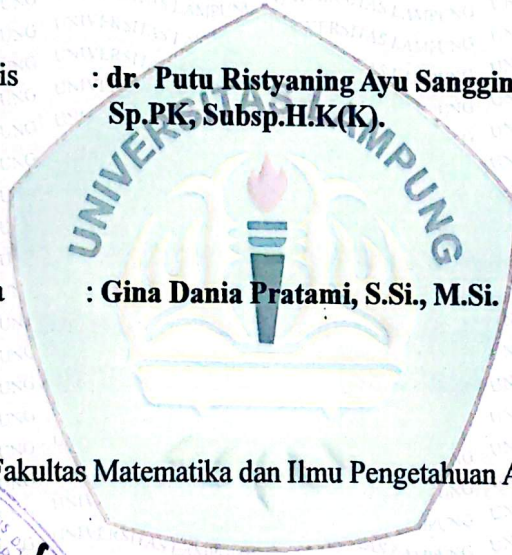 is : dr. Putu Ristyaning Ayu Sanggin
Sp.PK, Subsp.H.K(K).
UNIVERSITAS LAMPUNG
a : Gina Dania Pratami, S.Si., M.Si.
Fakultas Matematika dan Ilmu Pengetahuan A